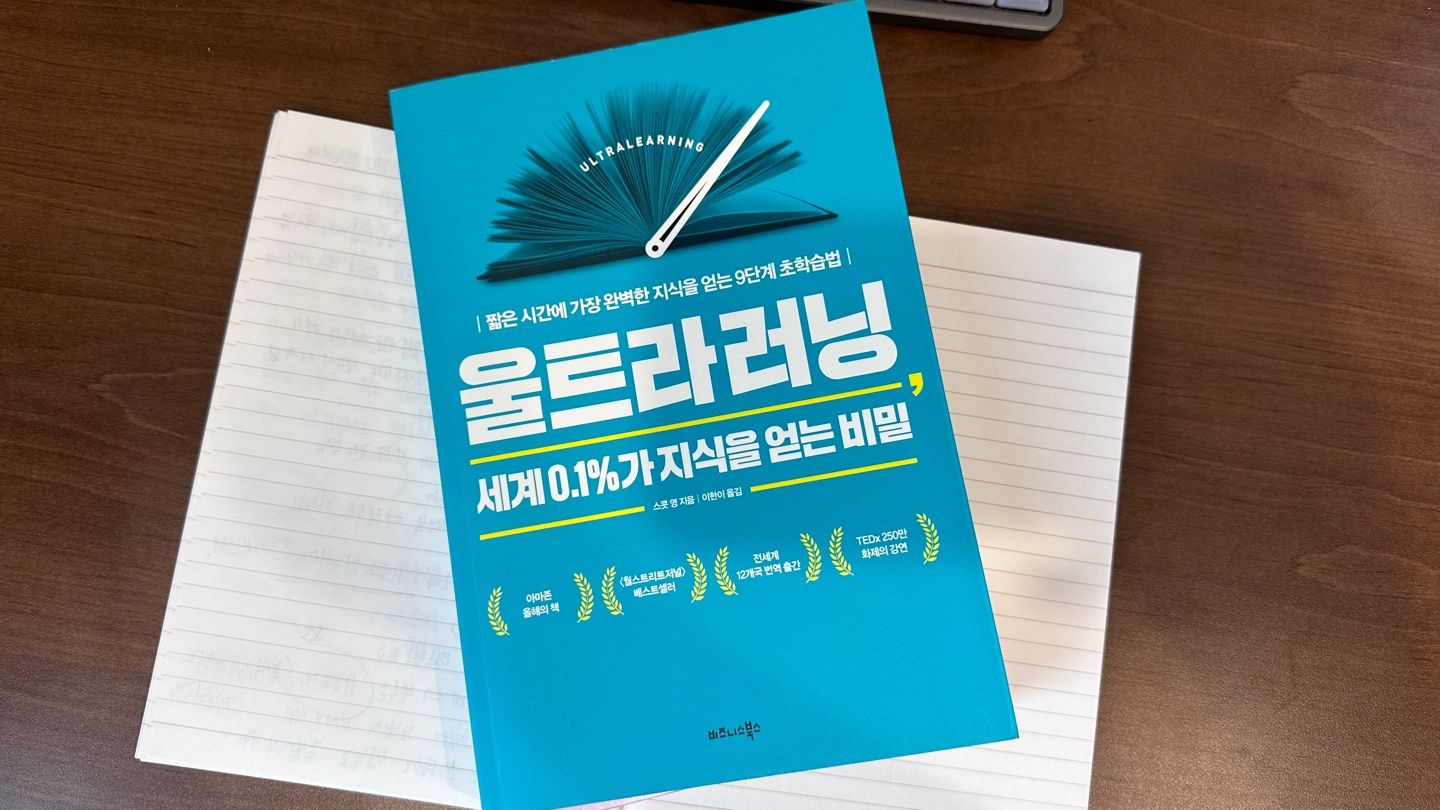 ULTRALEARNING
| 짧은 시간에 가장 완벽한 지식을 얻는 9단계 초학습법 |
울트라러닝,
세계 0.1%가 지식을 얻는 비밀
스콧 영 지음 | 이한이 옮김
아마존
올해의 책
〈월스트리트저널〉
베스트셀러
전세계
12개국 번역 출간
TEDx 250만
화제의 강연
비즈니스북스